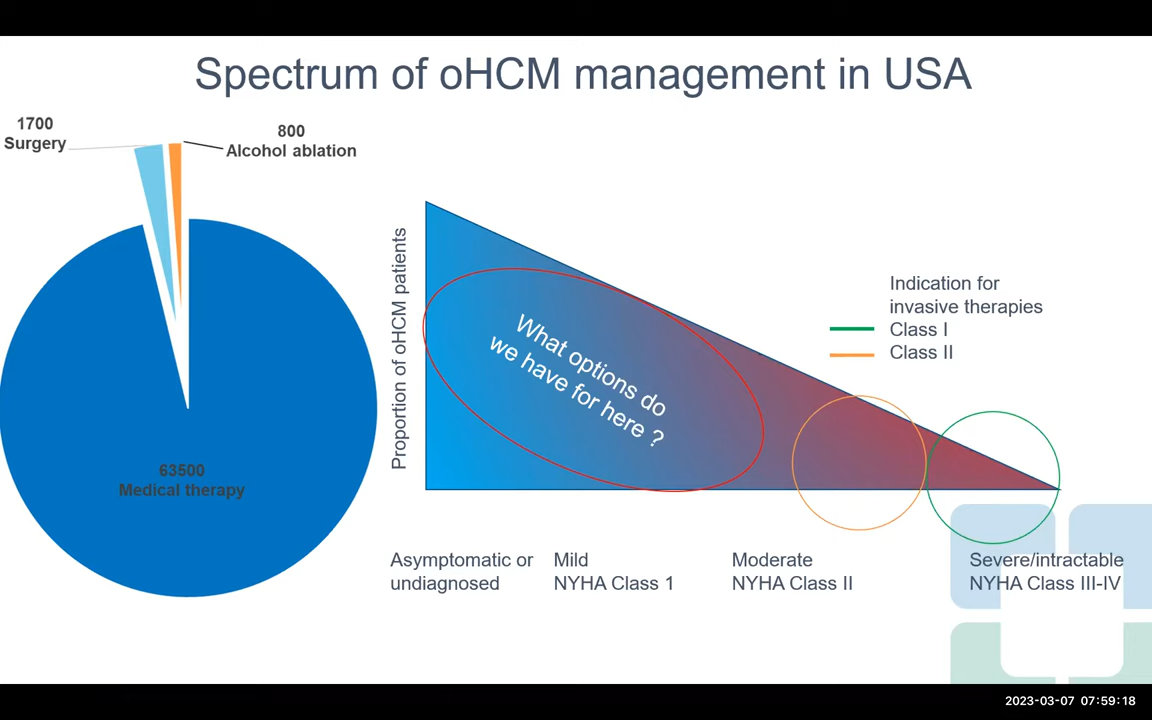 Spectrum of oHCM management in USA
1700
Surgery
800
Alcohol ablation
63500
Medical therapy
Proportion of oHCM patients
What options do
we have for here ?
Indication for
invasive therapies
Class I
Class II
Asymptomatic or
undiagnosed
Mild
NYHA Class 1
Moderate
NYHA Class II
Severe/intractable
NYHA Class III-IV
2023-03-07 07:59:18